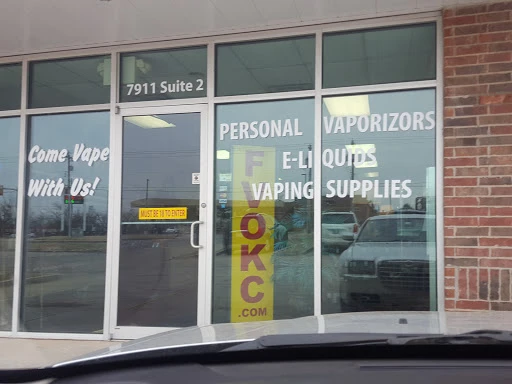 7911 Suite 2
Come Vape
With Us!
MUST BE 18 TO ENTER
PERSONAL VAPORIZORS
E-LIQUIDS
VAPING SUPPLIES
FVOKC
.COM